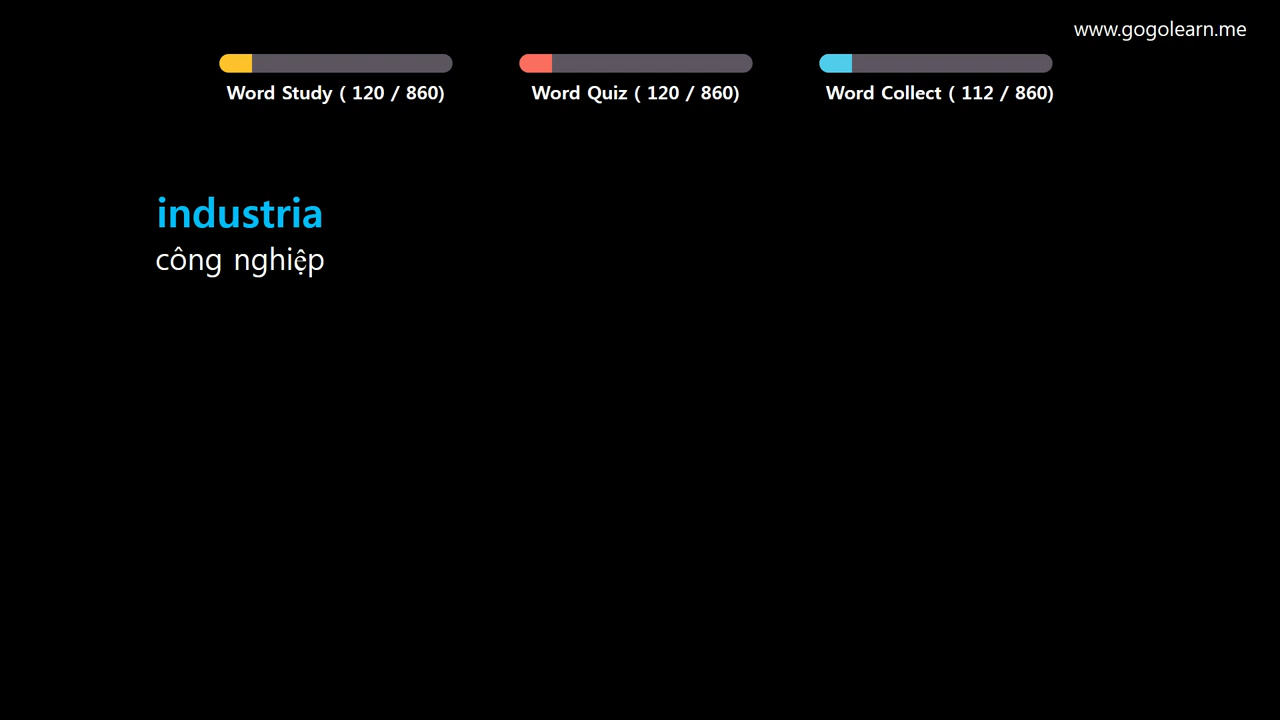 www.gogolearn.me
Word Study ( 120 / 860)
Word Quiz ( 120 / 860)
Word Collect ( 112 / 860)
industria
công nghiệp